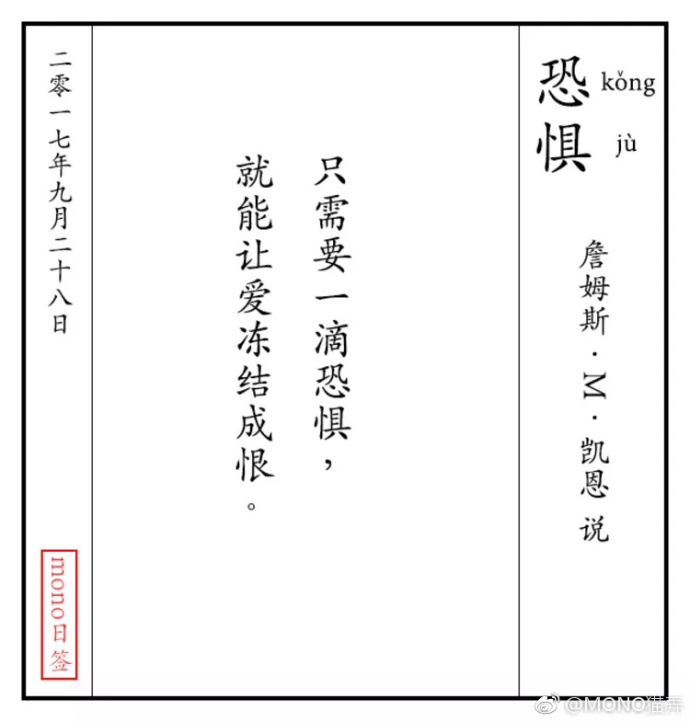 恐惧
kǒng
jù
詹姆斯·M·凯恩 说
只需要一滴恐惧，
就能让爱冻结成恨。
二零一七年九月二十八日
mono日签
@MONO猫弄